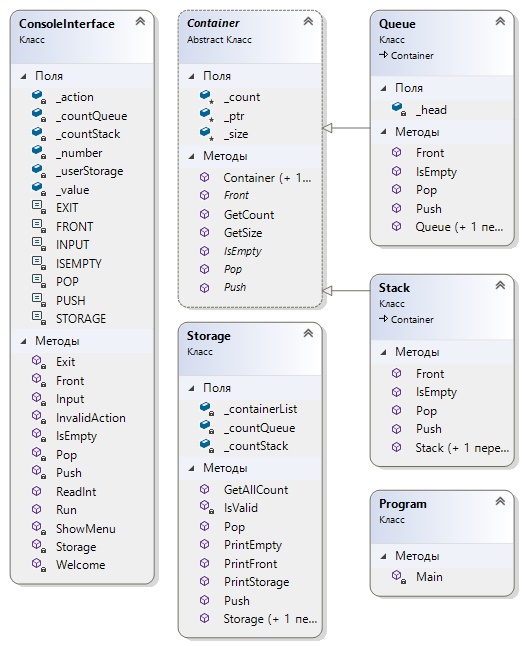 ConsoleInterface
Класс
Поля
_action
_countQueue
_countStack
_number
_userStorage
_value
EXIT
FRONT
INPUT
ISEMPTY
POP
PUSH
STORAGE
Методы
Exit
Front
Input
InvalidAction
IsEmpty
Pop
Push
ReadInt
Run
ShowMenu
Storage
Welcome
Container
Abstract Класс
Поля
_count
_ptr
_size
Методы
Container (+ 1...
Front
GetCount
GetSize
IsEmpty
Pop
Push
Storage
Класс
Поля
_containerList
_countQueue
_countStack
Методы
GetAllCount
IsValid
Pop
PrintEmpty
PrintFront
PrintStorage
Push
Storage (+ 1 пе...
Queue
Класс
Container
Поля
_head
Методы
Front
IsEmpty
Pop
Push
Queue (+ 1 пе...
Stack
Класс
Container
Методы
Front
IsEmpty
Pop
Push
Stack (+ 1 пере...
Program
Класс
Методы
Main